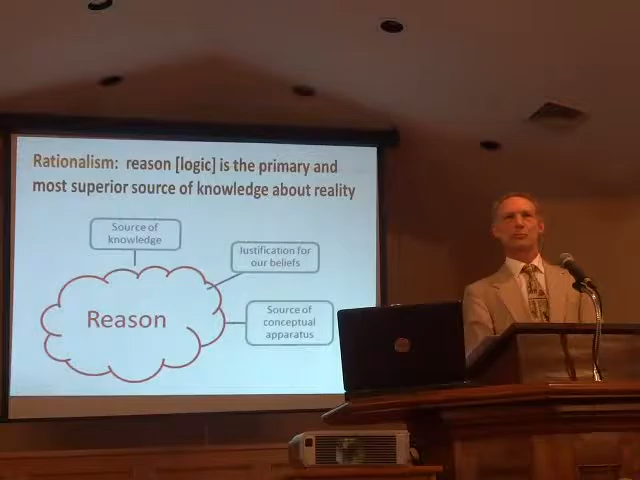 Rationalism: reason [logic] is the primary and
most superior source of knowledge about reality
Source of
knowledge
Justification for
our beliefs
Reason
Source of
conceptual
apparatus